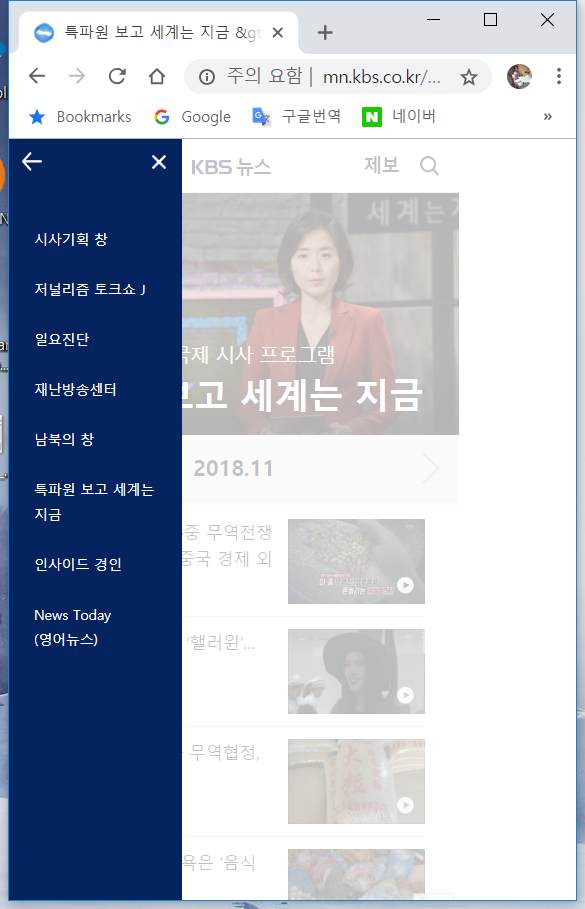 특파원 보고 세계는 지금 &gt
주의 요함 | mn.kbs.co.kr/...
Bookmarks Google 구글번역 네이버 »
KBS 뉴스 제보
시사기획 창
저널리즘 토크쇼 J
일요진단
재난방송센터
남북의 창
특파원 보고 세계는
지금
인사이드 경인
News Today
(영어뉴스)
세계는
국제 시사 프로그램
보고 세계는 지금
2018.11
중 무역전쟁
중국 경제 외
'핼러윈'...
무역협정,
大
粒
욕은 '음식